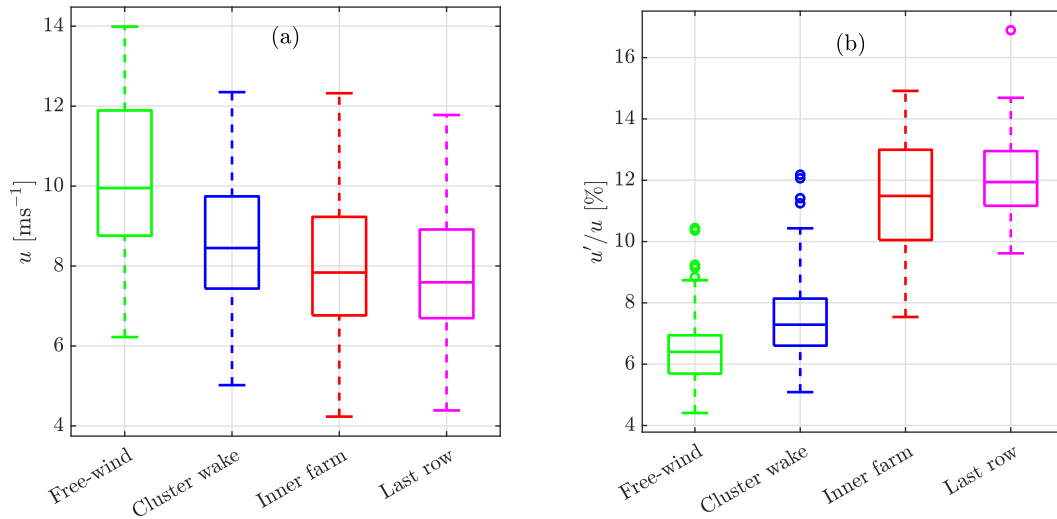 (a)
14
12
10
8
6
4
u [ms⁻¹]
Free-wind
Cluster wake
Inner farm
Last row
(b)
16
14
12
10
8
6
4
u′/u [%]
Free-wind
Cluster wake
Inner farm
Last row